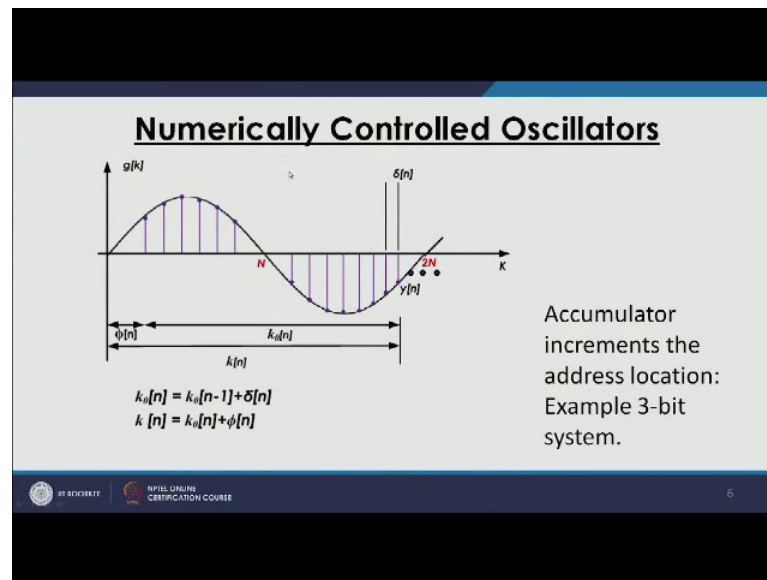 Numerically Controlled Oscillators
g[k]
δ[n]
N
2N
K
y[n]
ϕ[n]
k₀[n]
k[n]
k₀[n] = k₀[n-1]+δ[n]
k [n] = k₀[n]+ϕ[n]
Accumulator
increments the
address location:
Example 3-bit
system.
IIT ROORKEE
NPTEL ONLINE
CERTIFICATION COURSE
6